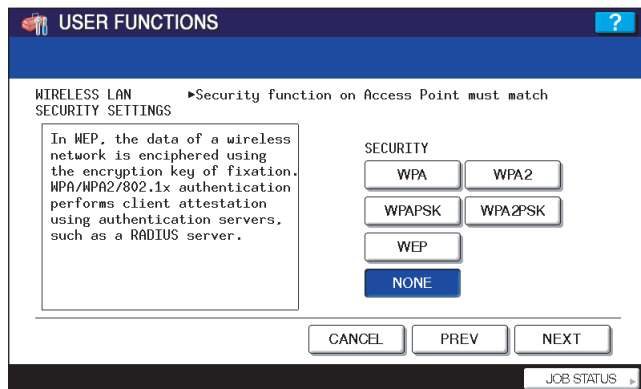 USER FUNCTIONS
?
WIRELESS LAN ►Security function on Access Point must match
SECURITY SETTINGS
In WEP, the data of a wireless
network is enciphered using
the encryption key of fixation.
WPA/WPA2/802.1x authentication
performs client attestation
using authentication servers,
such as a RADIUS server.
SECURITY
WPA WPA2
WPAPSK WPA2PSK
WEP
NONE
CANCEL PREV NEXT
JOB STATUS